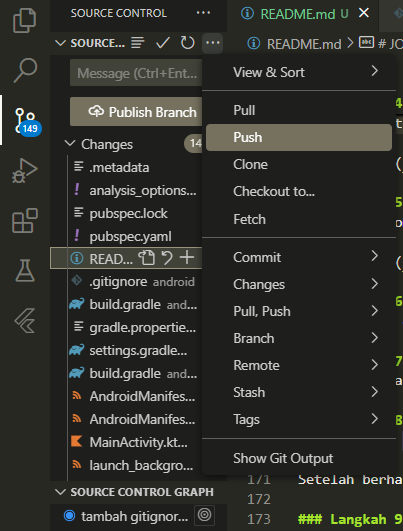 SOURCE CONTROL
README.md U
SOURCE...
README.md > # JO
Message (Ctrl+Ent...
Publish Branch
Changes
14
149
.metadata
! analysis_options...
pubspec.lock
! pubspec.yaml
READ...
.gitignore android
build.gradle and...
gradle.propertie...
settings.gradle...
build.gradle and...
AndroidManifes...
AndroidManifes...
MainActivity.kt...
launch_backgro...
SOURCE CONTROL GRAPH
tambah gitignor...
View & Sort
Pull
Push
Clone
Checkout to...
Fetch
Commit
Changes
Pull, Push
Branch
Remote
Stash
Tags
Show Git Output
171 Setelah berha
172
173 ### Langkah 9